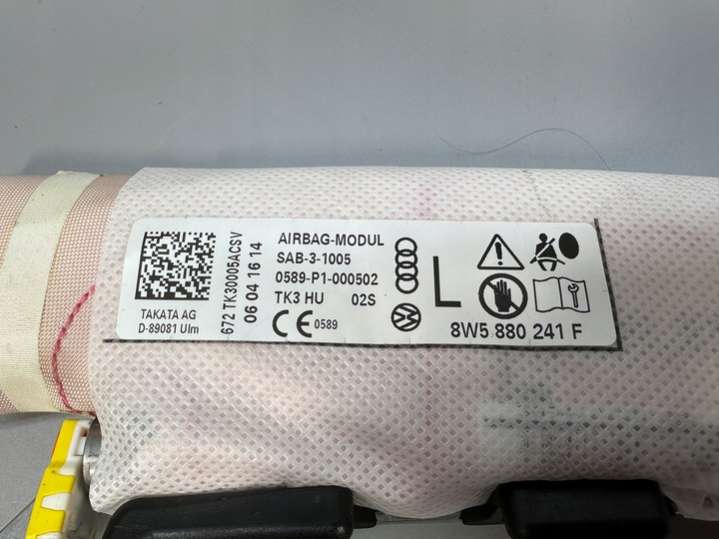 TAKATA AG
D-89081 Ulm
672 TK30005ACSV
06 04 16 14
AIRBAG-MODUL
SAB-3-1005
0589-P1-000502
TK3 HU 02S
CE 0589
L
8W5 880 241 F